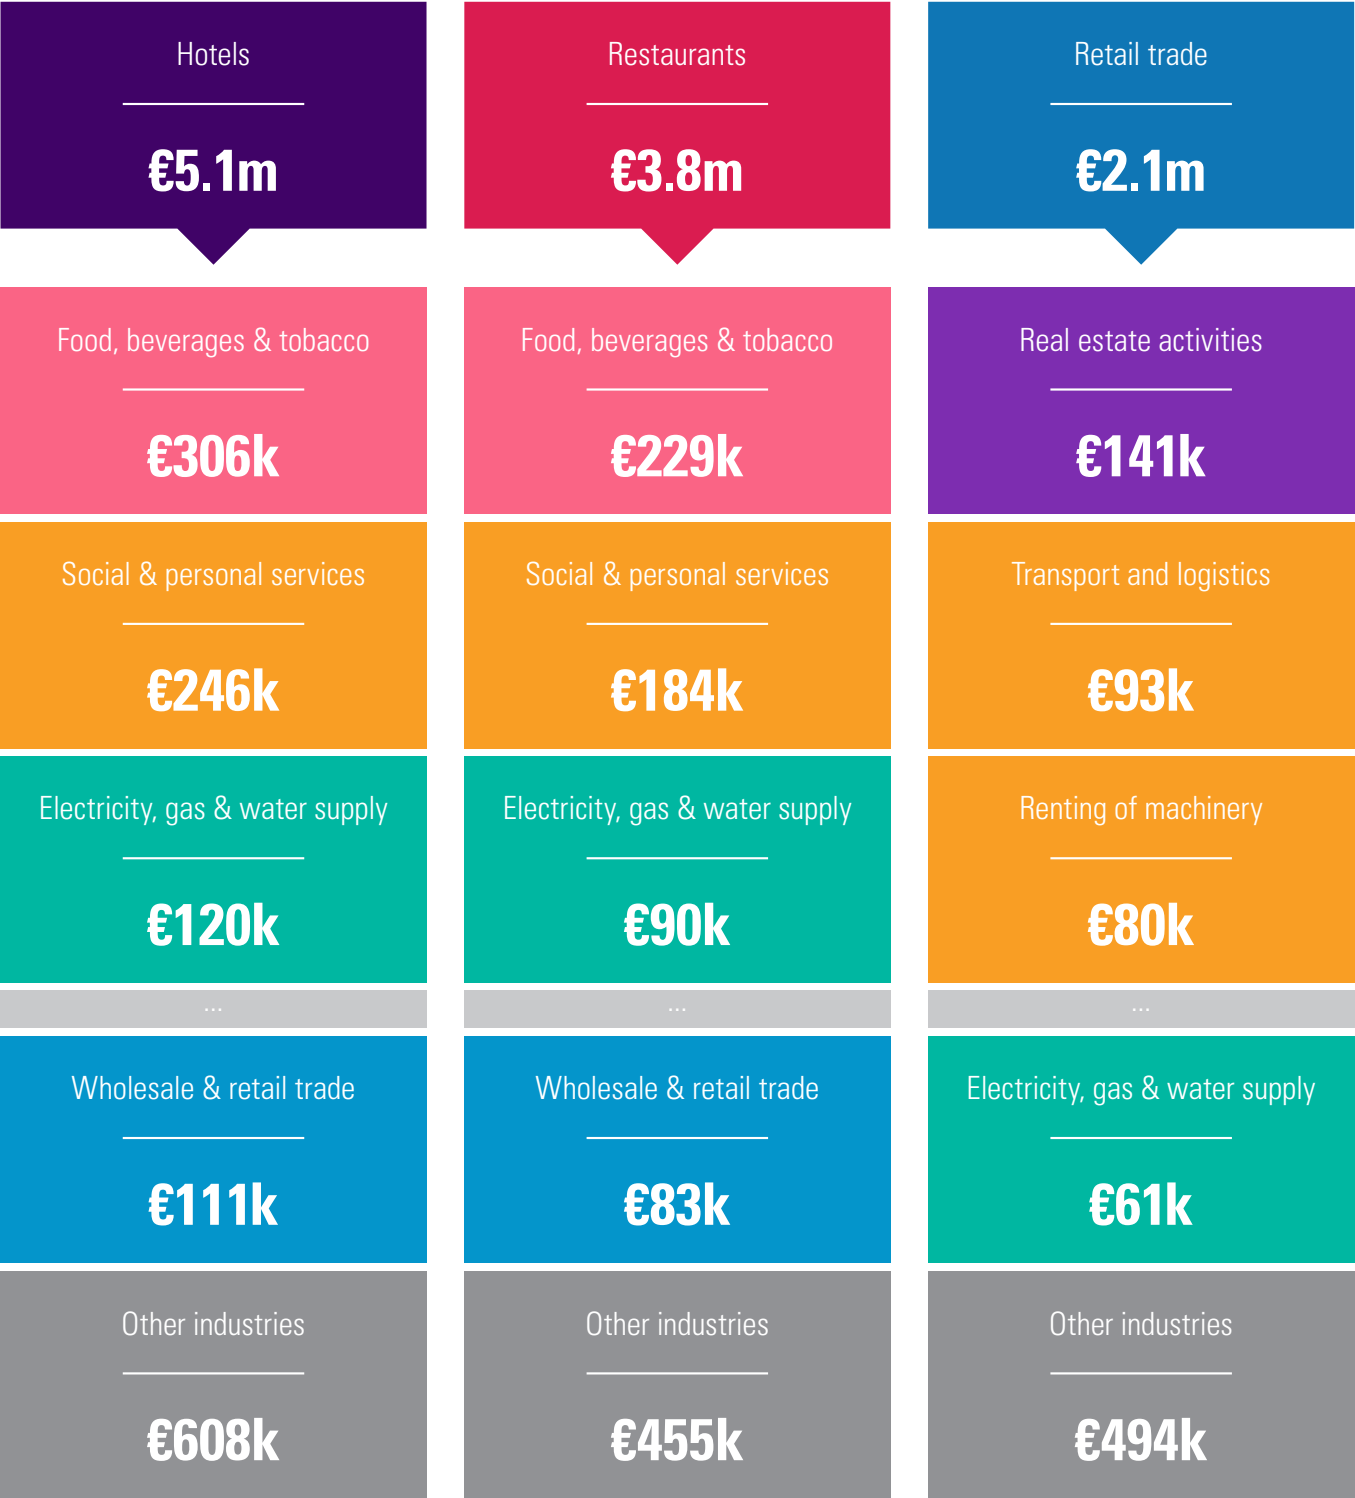 Hotels
€5.1m
Food, beverages & tobacco
€306k
Social & personal services
€246k
Electricity, gas & water supply
€120k
...
Wholesale & retail trade
€111k
Other industries
€608k
Restaurants
€3.8m
Food, beverages & tobacco
€229k
Social & personal services
€184k
Electricity, gas & water supply
€90k
...
Wholesale & retail trade
€83k
Other industries
€455k
Retail trade
€2.1m
Real estate activities
€141k
Transport and logistics
€93k
Renting of machinery
€80k
...
Electricity, gas & water supply
€61k
Other industries
€494k